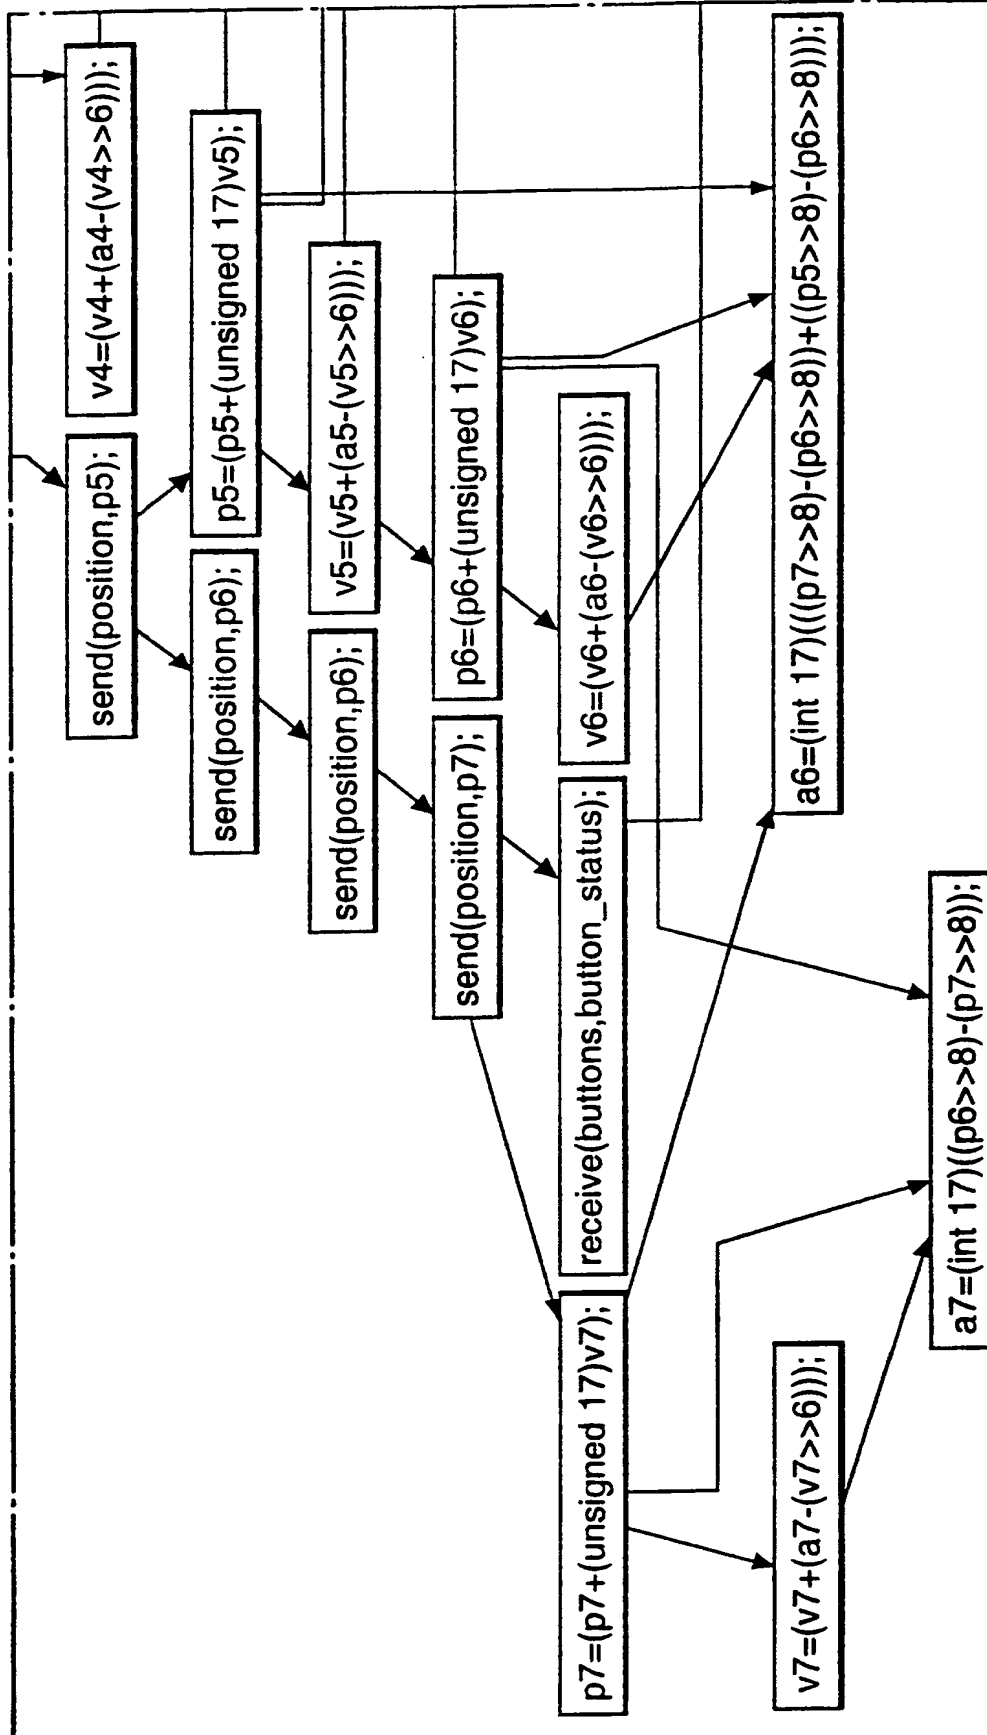 v4=(v4+(a4-(v4>>6)));
send(position,p5);
p5=(p5+(unsigned 17)v5);
send(position,p6);
v5=(v5+(a5-(v5>>6)));
send(position,p6);
p6=(p6+(unsigned 17)v6);
send(position,p7);
v6=(v6+(a6-(v6>>6)));
receive(buttons,button_status);
p7=(p7+(unsigned 17)v7);
a6=(int 17)(((p7>>8)-(p6>>8))+((p5>>8)-(p6>>8)));
v7=(v7+(a7-(v7>>6)));
a7=(int 17)((p6>>8)-(p7>>8));